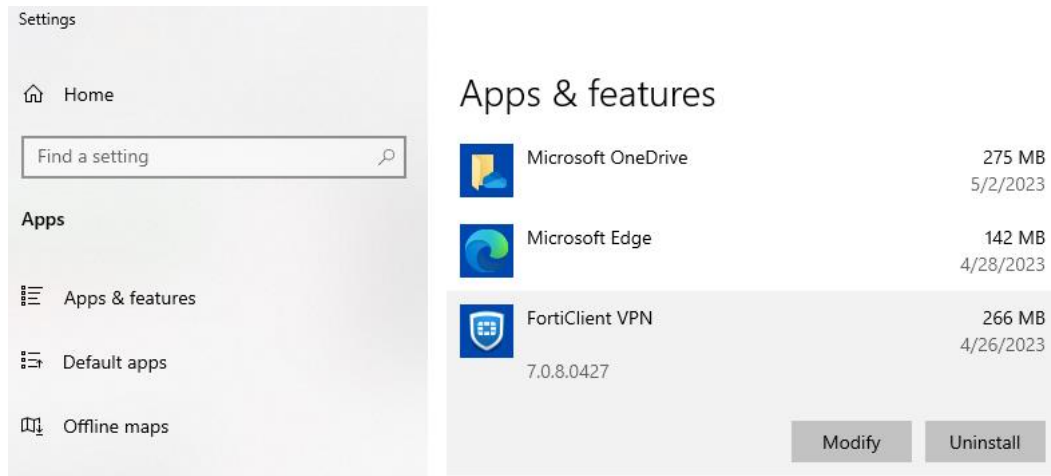 Settings
Home
Find a setting
Apps
Apps & features
Default apps
Offline maps
Apps & features
Microsoft OneDrive
275 MB
5/2/2023
Microsoft Edge
142 MB
4/28/2023
FortiClient VPN
266 MB
4/26/2023
7.0.8.0427
Modify
Uninstall